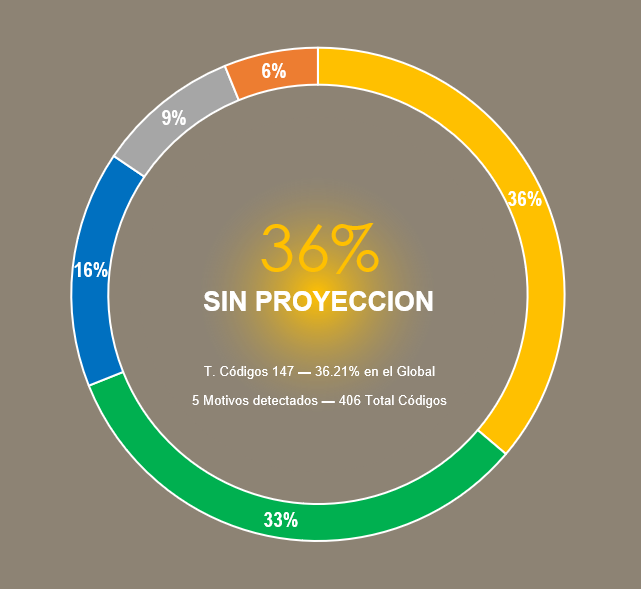 6%
9%
36%
16%
33%
36%
SIN PROYECCION
T. Códigos 147 — 36.21% en el Global
5 Motivos detectados — 406 Total Códigos